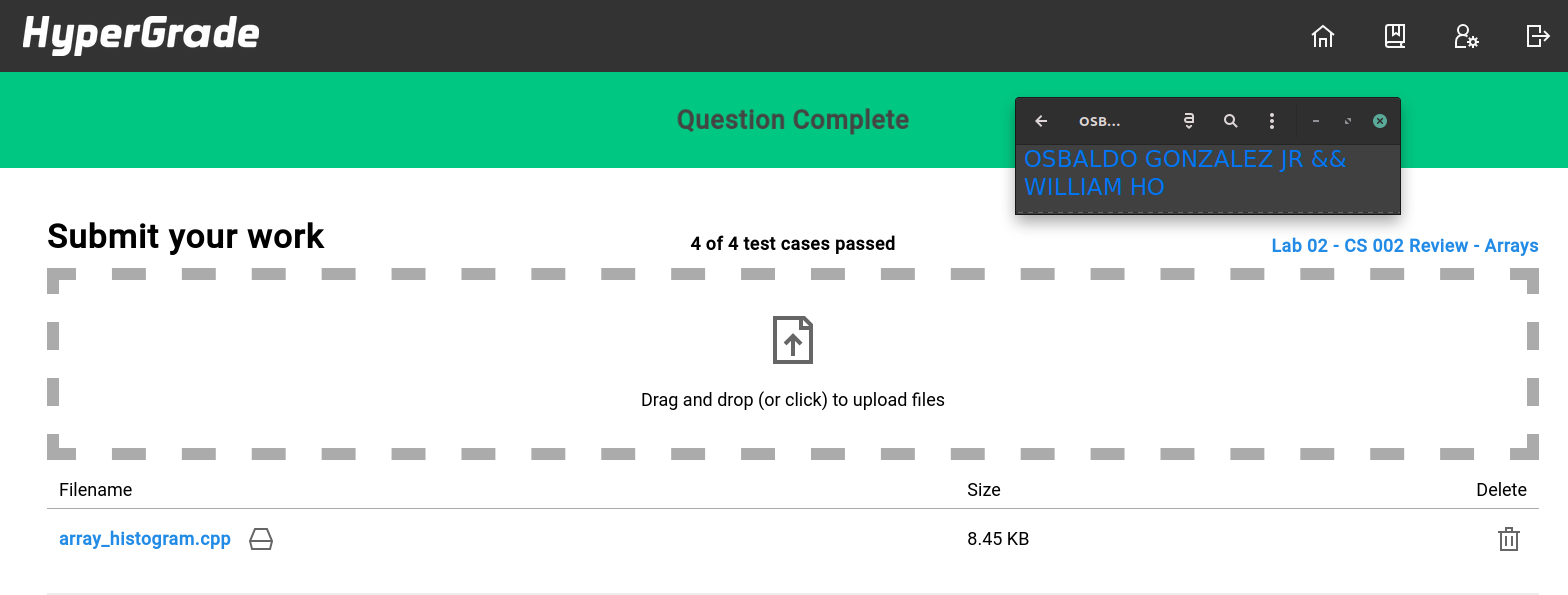 HyperGrade
Question Complete
OSB...
OSBALDO GONZALEZ JR &&
WILLIAM HO
Submit your work
4 of 4 test cases passed
Lab 02 - CS 002 Review - Arrays
Drag and drop (or click) to upload files
Filename Size Delete
array_histogram.cpp 8.45 KB